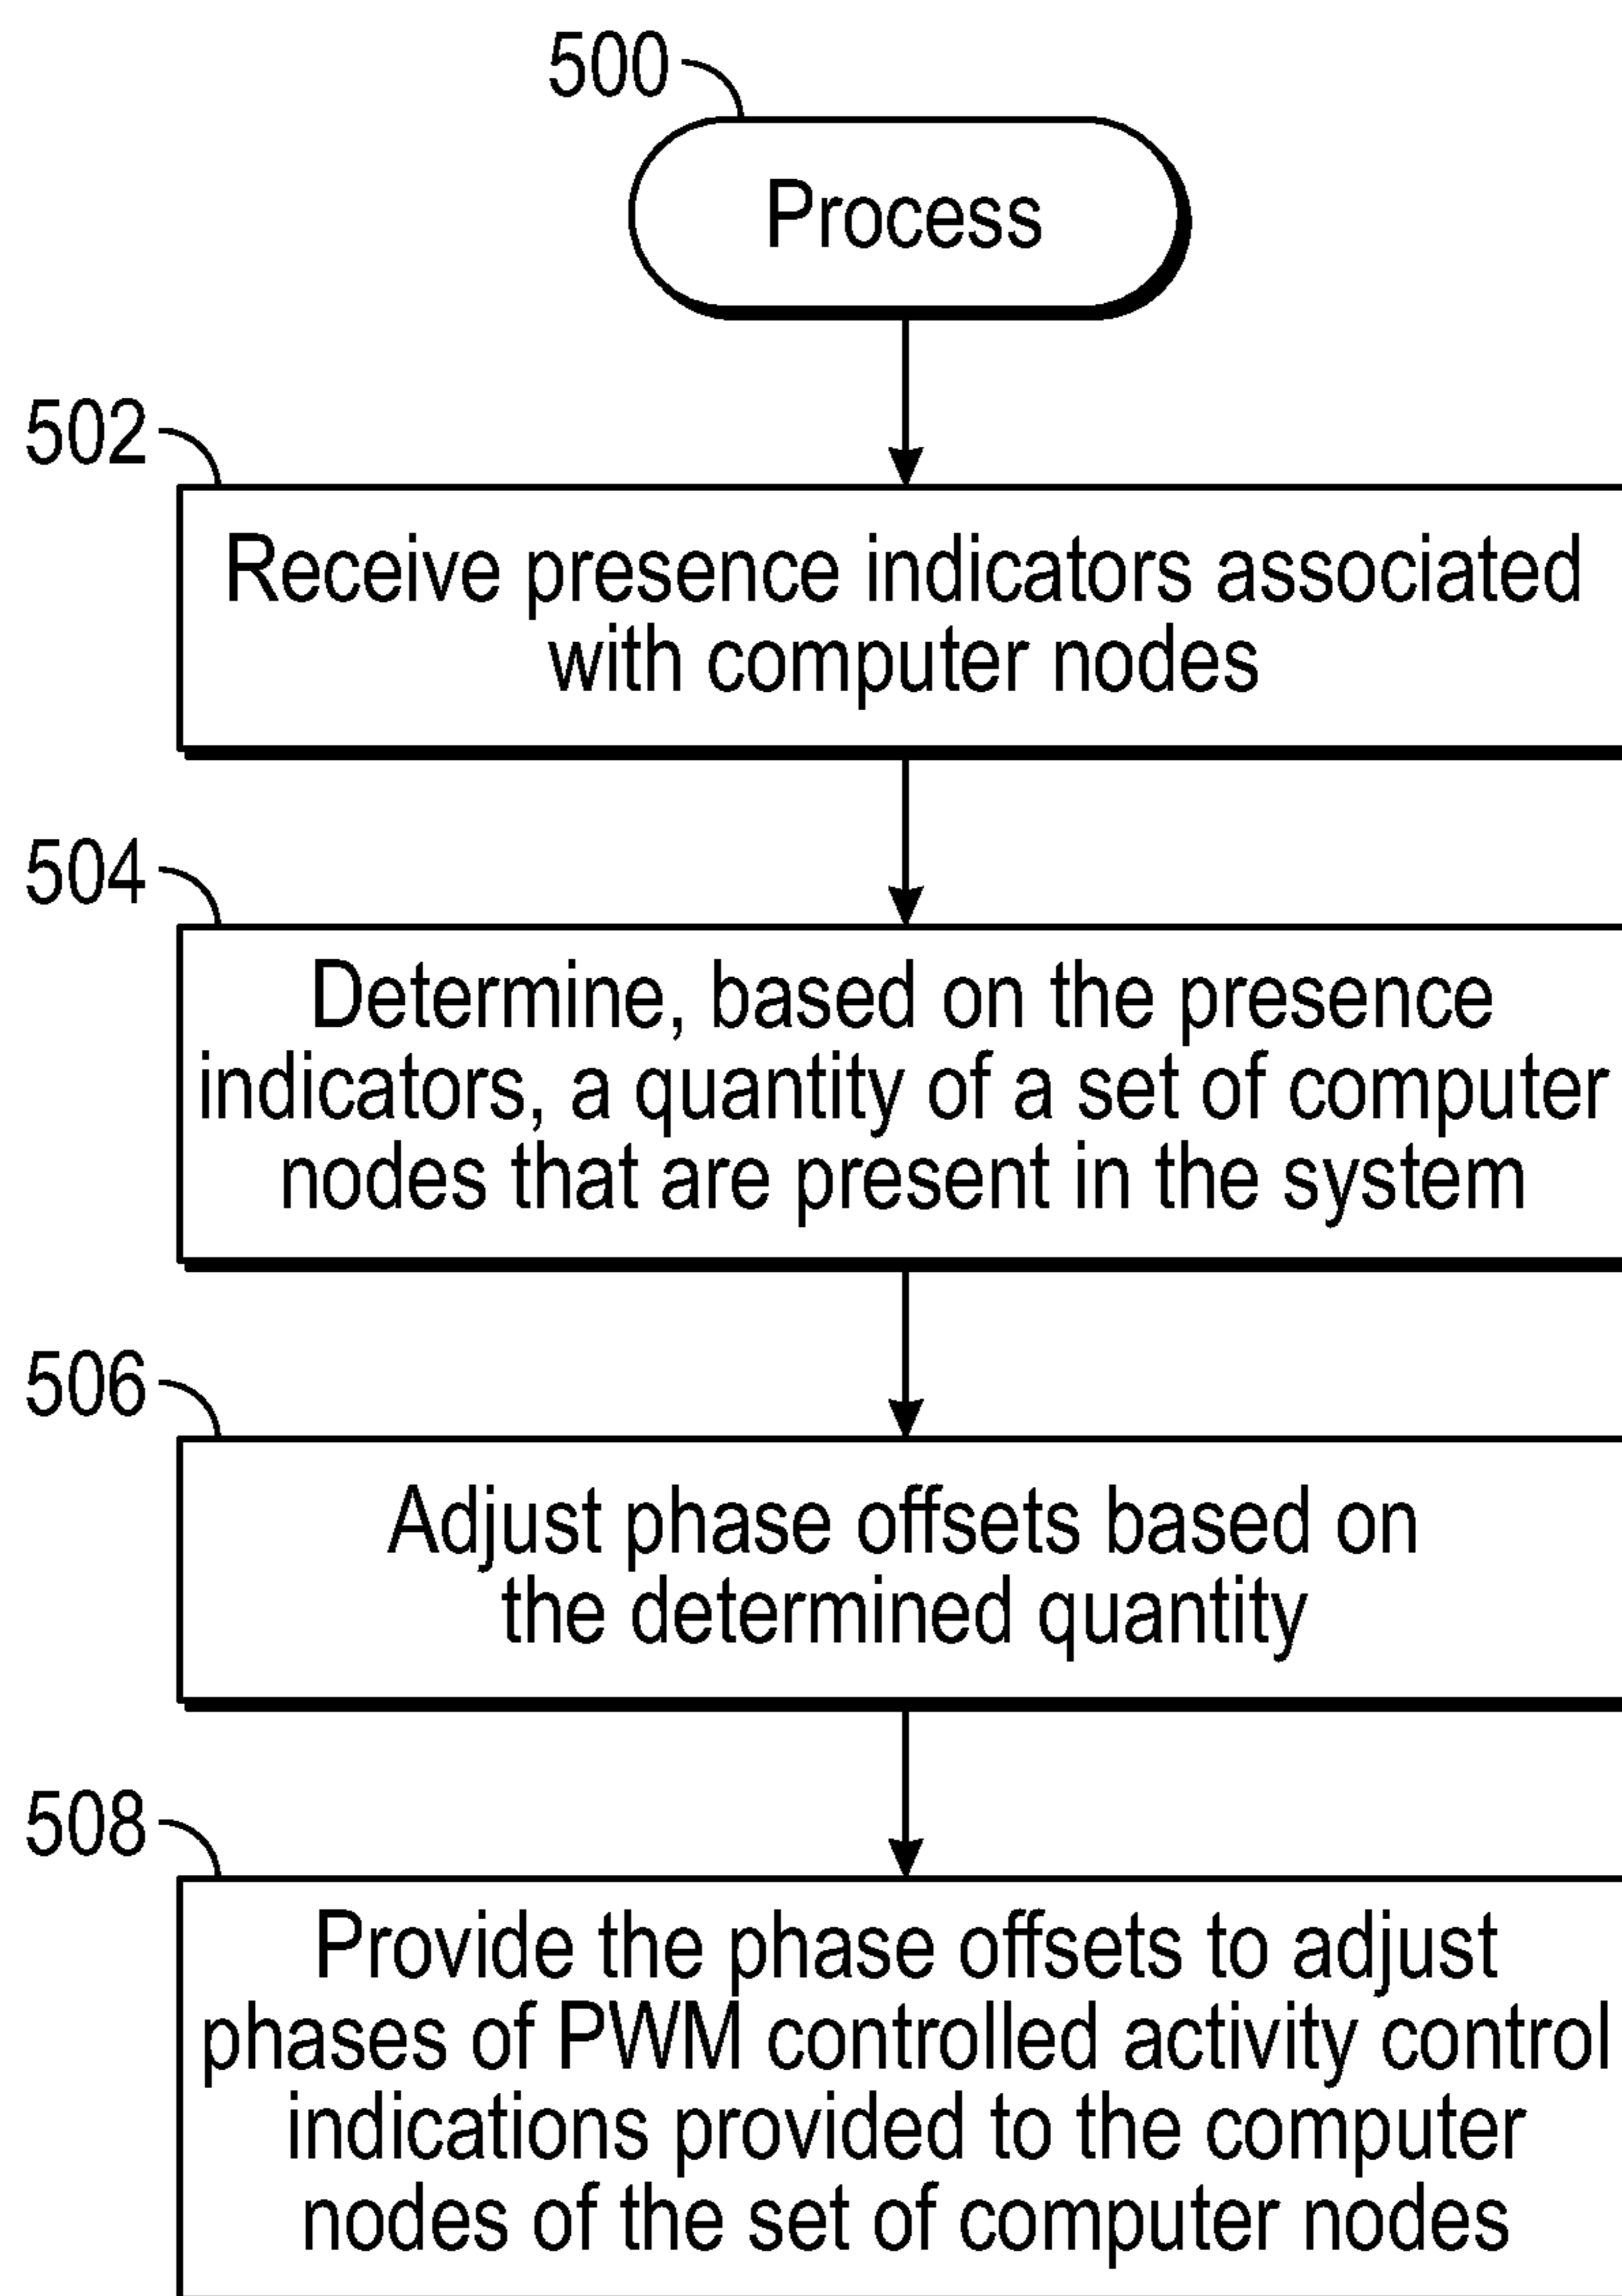 500
Process
502
Receive presence indicators associated
with computer nodes
504
Determine, based on the presence
indicators, a quantity of a set of computer
nodes that are present in the system
506
Adjust phase offsets based on
the determined quantity
508
Provide the phase offsets to adjust
phases of PWM controlled activity control
indications provided to the computer
nodes of the set of computer nodes